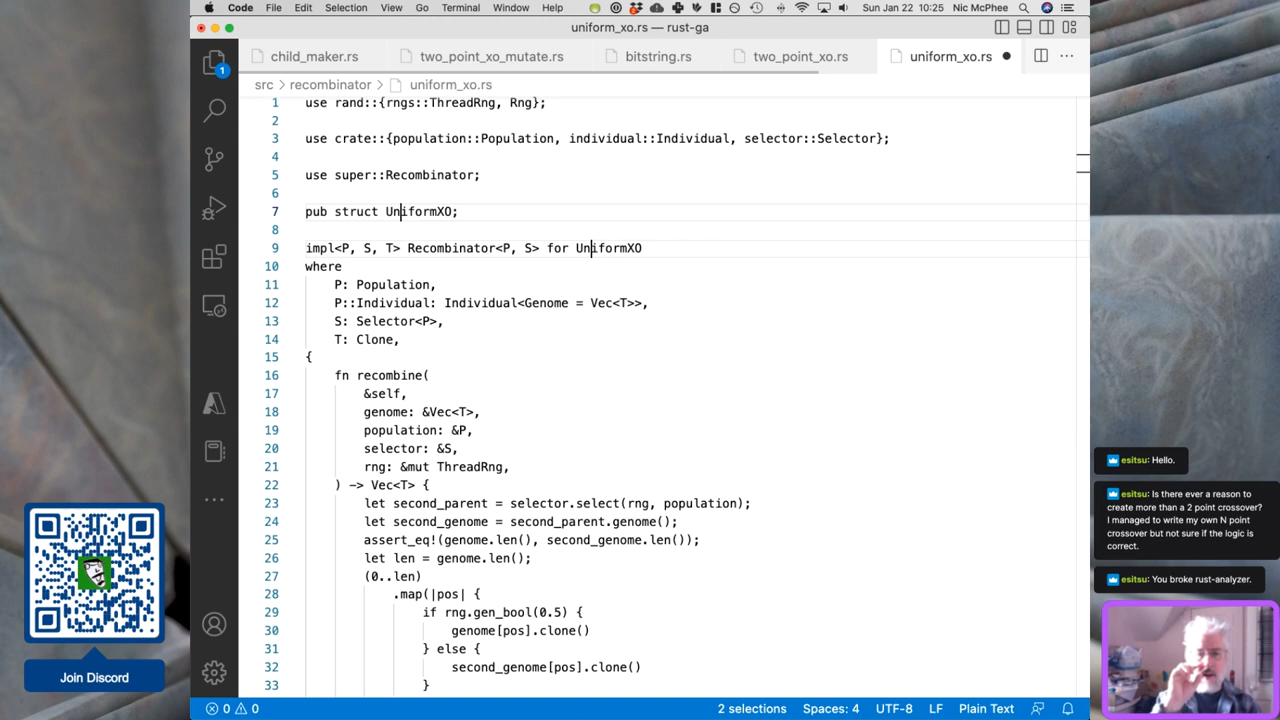 Code File Edit Selection View Go Terminal Window Help Sun Jan 22 10:25 Nic McPhee
uniform_xo.rs — rust-ga
child_maker.rs two_point_xo_mutate.rs bitstring.rs two_point_xo.rs uniform_xo.rs
src > recombinator > uniform_xo.rs
1 use rand::{rngs::ThreadRng, Rng};
2
3 use crate::{population::Population, individual::Individual, selector::Selector};
4
5 use super::Recombinator;
6
7 pub struct UniformXO;
8
9 impl<P, S, T> Recombinator<P, S> for UniformXO
10 where
11 P: Population,
12 P::Individual: Individual<Genome = Vec<T>>,
13 S: Selector<P>,
14 T: Clone,
15 {
16 fn recombine(
17 &self,
18 genome: &Vec<T>,
19 population: &P,
20 selector: &S,
21 rng: &mut ThreadRng,
22 ) -> Vec<T> {
23 let second_parent = selector.select(rng, population);
24 let second_genome = second_parent.genome();
25 assert_eq!(genome.len(), second_genome.len());
26 let len = genome.len();
27 (0..len)
28 .map(|pos| {
29 if rng.gen_bool(0.5) {
30 genome[pos].clone()
31 } else {
32 second_genome[pos].clone()
33 }
1
0 0 2 selections Spaces: 4 UTF-8 LF Plain Text
Join Discord
esitsu: Hello.
esitsu: Is there ever a reason to
create more than a 2 point crossover?
I managed to write my own N point
crossover but not sure if the logic is
correct.
esitsu: You broke rust-analyzer.